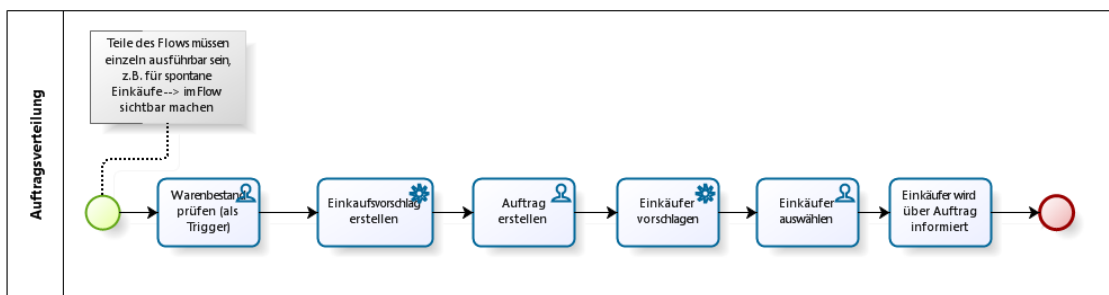 Auftragsverteilung
Teile des Flows müssen
einzeln ausführbar sein,
z.B. für spontane
Einkäufe--> im Flow
sichtbar machen
Warenbestand
prüfen (als
Trigger)
Einkaufsvorschlag
erstellen
Auftrag
erstellen
Einkäufer
vorschlagen
Einkäufer
auswählen
Einkäufer wird
über Auftrag
informiert